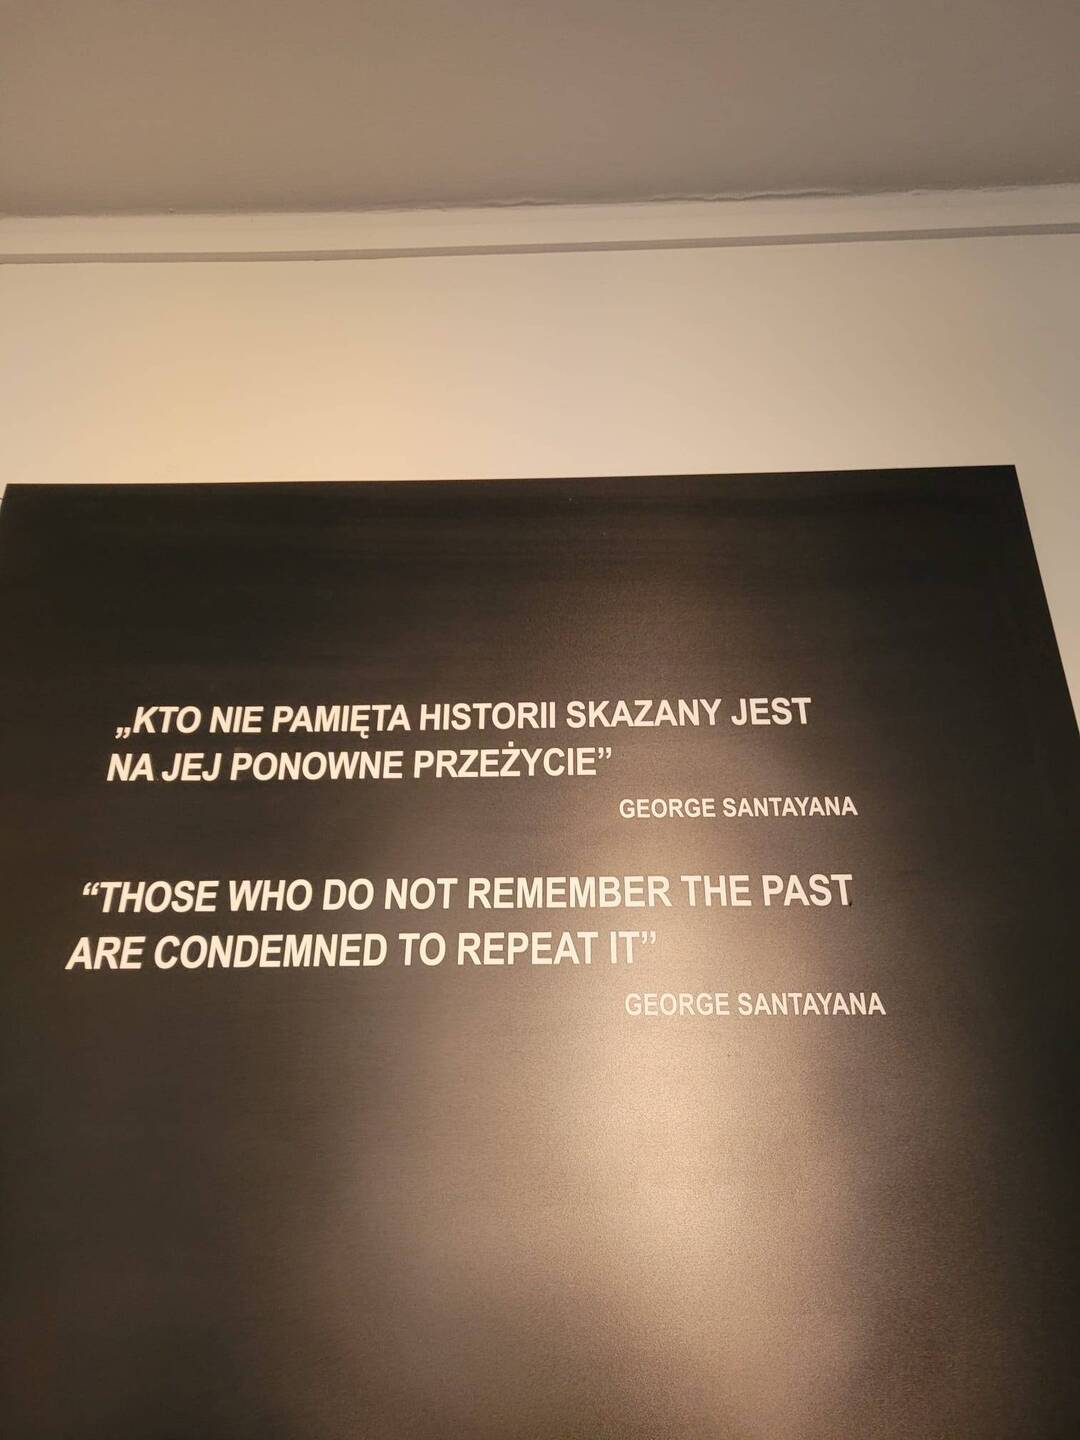 „KTO NIE PAMIĘTA HISTORII SKAZANY JEST
NA JEJ PONOWNE PRZEŻYCIE”
GEORGE SANTAYANA
“THOSE WHO DO NOT REMEMBER THE PAST
ARE CONDEMNED TO REPEAT IT”
GEORGE SANTAYANA